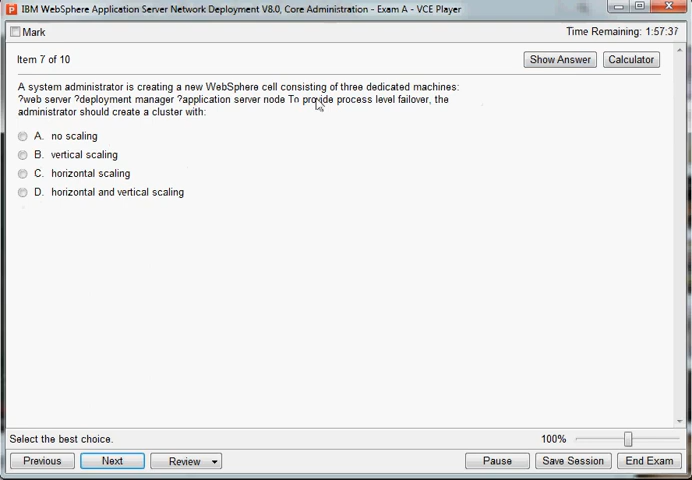 IBM WebSphere Application Server Network Deployment V8.0, Core Administration - Exam A - VCE Player
Mark
Time Remaining: 1:57:37
Item 7 of 10
Show Answer
Calculator
A system administrator is creating a new WebSphere cell consisting of three dedicated machines:
?web server ?deployment manager ?application server node To provide process level failover, the
administrator should create a cluster with:
A. no scaling
B. vertical scaling
C. horizontal scaling
D. horizontal and vertical scaling
Select the best choice.
100%
Previous
Next
Review
Pause
Save Session
End Exam